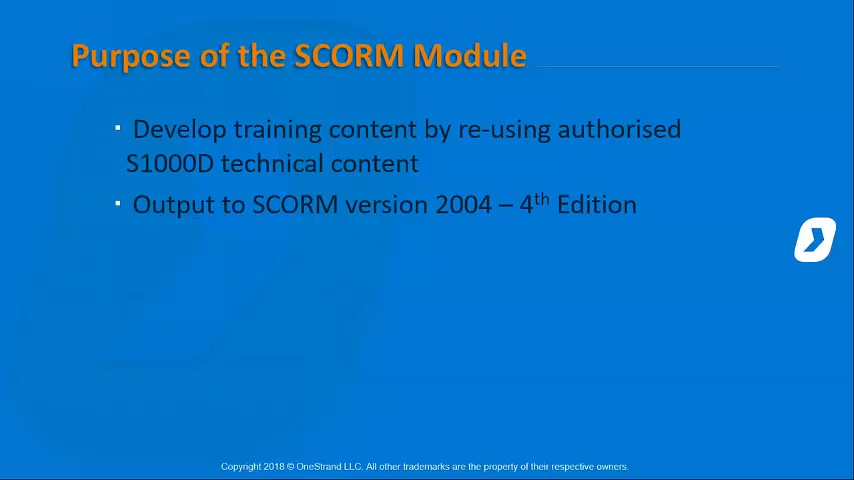 Purpose of the SCORM Module
▪ Develop training content by re-using authorised
S1000D technical content
▪ Output to SCORM version 2004 – 4th Edition
Copyright 2018 © OneStrand LLC. All other trademarks are the property of their respective owners.